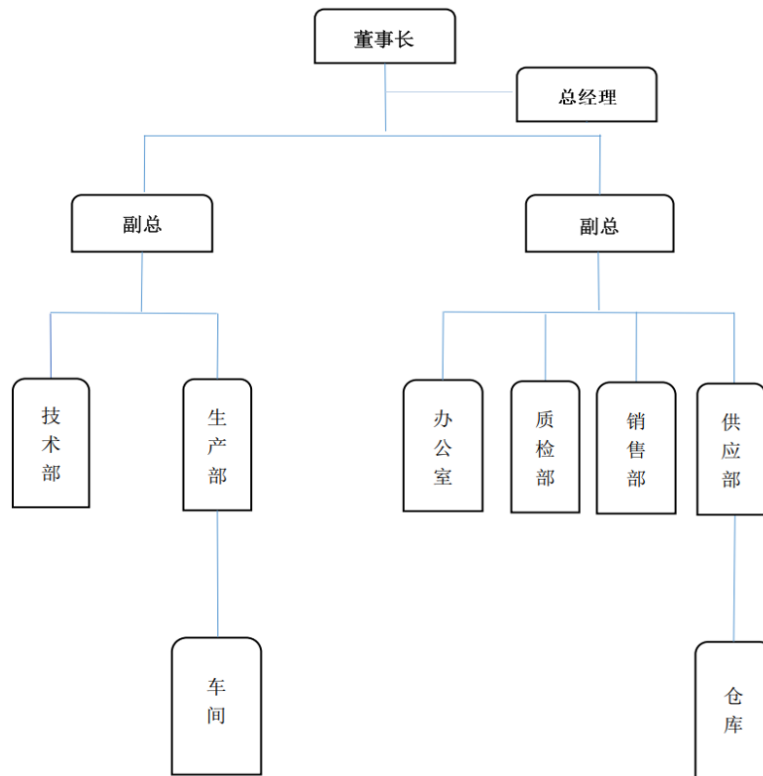 董事长
总经理
副总
副总
技术部
生产部
办公室
质检部
销售部
供应部
车间
仓库